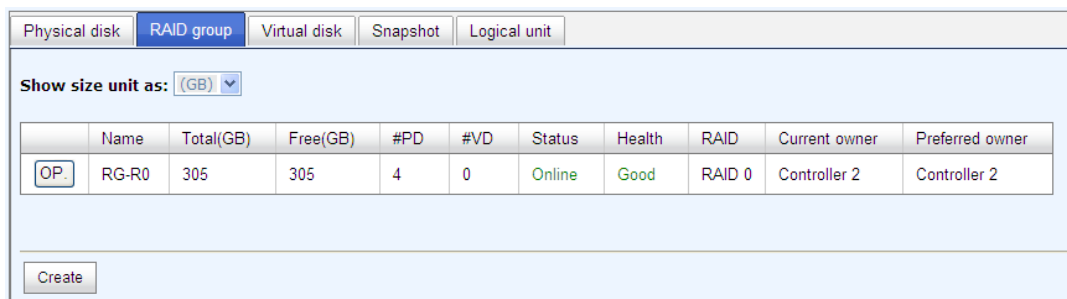 Physical disk RAID group Virtual disk Snapshot Logical unit
Show size unit as: (GB)
Name Total(GB) Free(GB) #PD #VD Status Health RAID Current owner Preferred owner
OP. RG-R0 305 305 4 0 Online Good RAID 0 Controller 2 Controller 2
Create